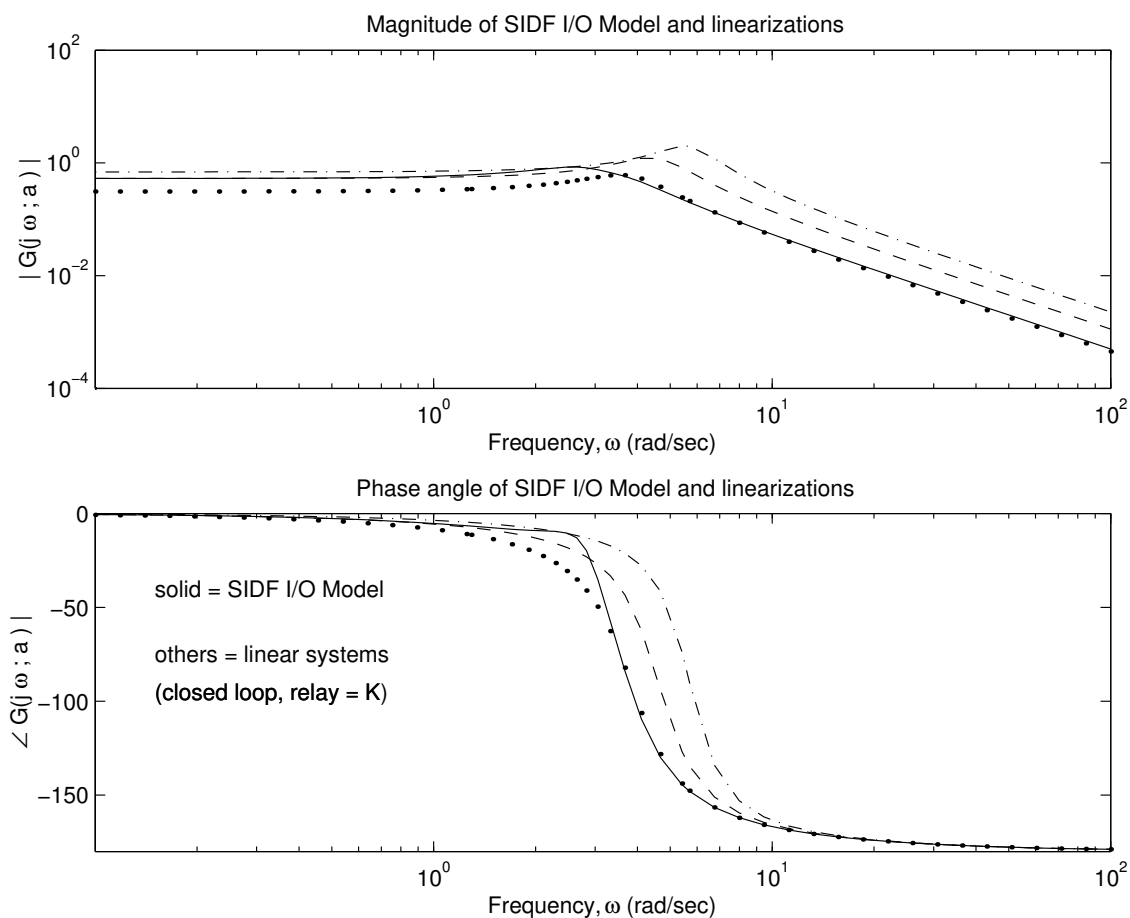 Magnitude of SIDF I/O Model and linearizations
10^2
10^0
10^-2
10^-4
| G(j ω ; a ) |
10^0
10^1
10^2
Frequency, ω (rad/sec)
Phase angle of SIDF I/O Model and linearizations
0
−50
−100
−150
∠ G(j ω ; a ) |
solid = SIDF I/O Model
others = linear systems
(closed loop, relay = K)
10^0
10^1
10^2
Frequency, ω (rad/sec)